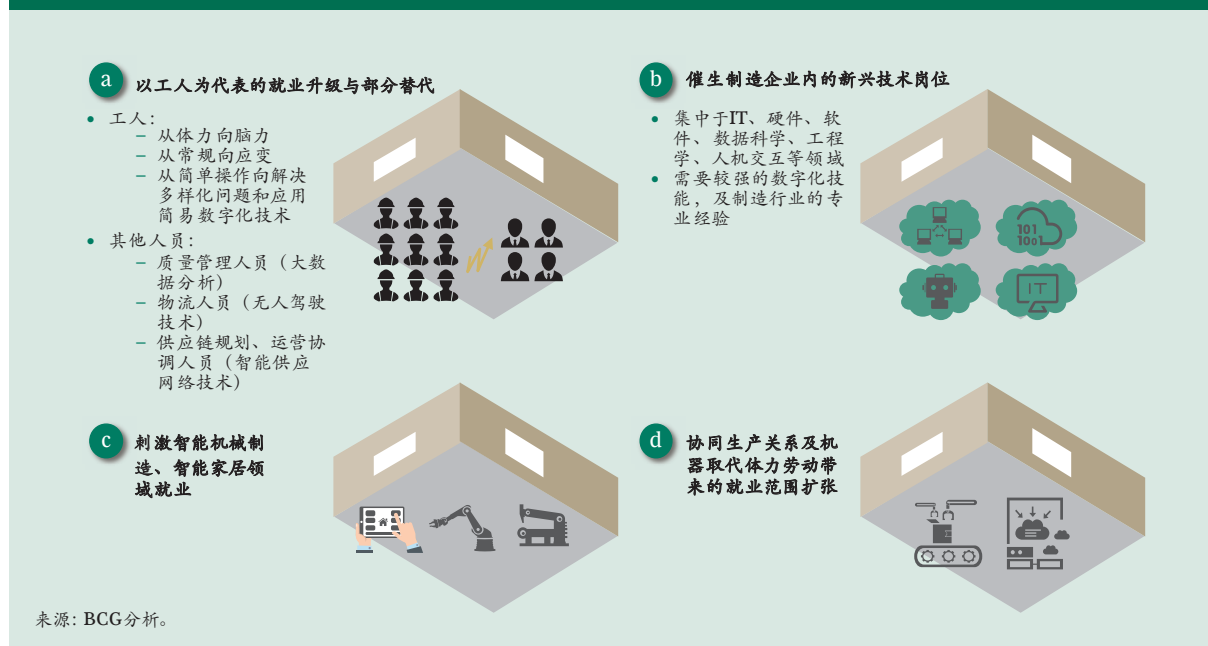 a
以工人为代表的就业升级与部分替代
• 工人:
– 从体力向脑力
– 从常规向应变
– 从简单操作向解决
多样化问题和应用
简易数字化技术
• 其他人员:
– 质量管理人员（大数
据分析）
– 物流人员（无人驾驶
技术）
– 供应链规划、运营协
调人员（智能供应
网络技术）
b
催生制造企业内的新兴技术岗位
• 集中于IT、硬件、软
件、数据科学、工程
学、人机交互等领域
• 需要较强的数字化技
能，及制造行业的专
业经验
101
1001
IT
c
刺激智能机械制
造、智能家居领
域就业
d
协同生产关系及机
器取代体力劳动带
来的就业范围扩张
来源: BCG分析。